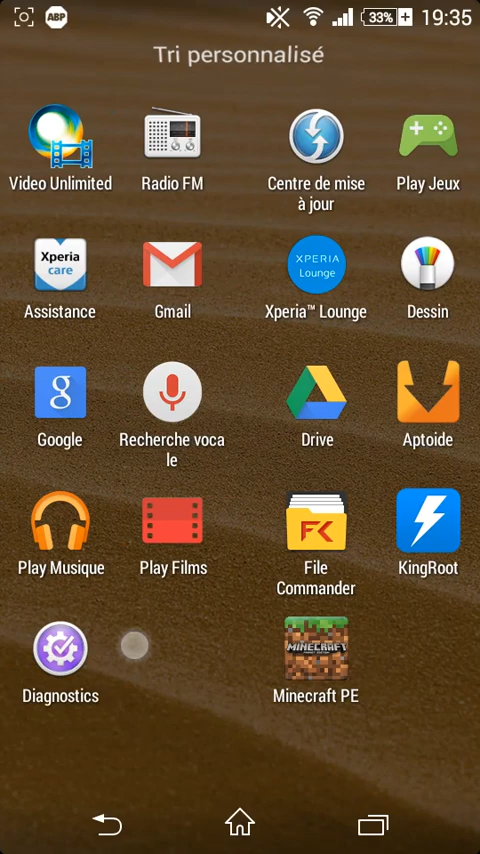 ABP 33% 19:35
Tri personnalisé
Video Unlimited
Radio FM
Centre de mise
à jour
Play Jeux
Xperia
care
XPERIA
Lounge
Assistance
Gmail
Xperia™ Lounge
Dessin
g
Google
Recherche voca
le
Drive
Aptoide
FK
Play Musique
Play Films
File
Commander
KingRoot
MINECRAFT
Diagnostics
Minecraft PE